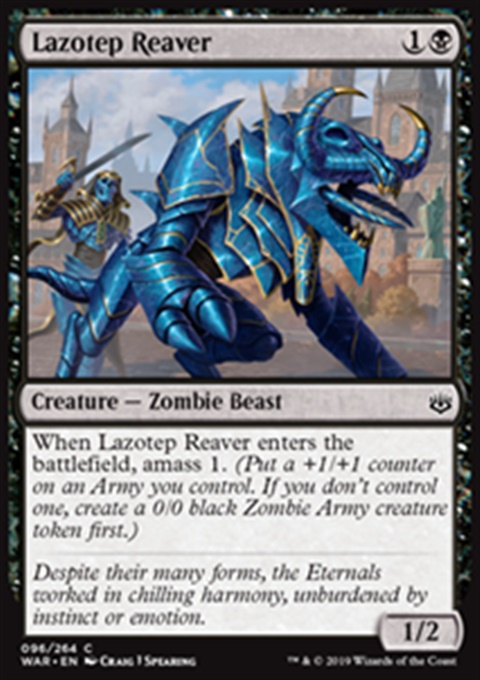 Lazotep Reaver 1
Creature — Zombie Beast
When Lazotep Reaver enters the
battlefield, amass 1. (Put a +1/+1 counter
on an Army you control. If you don't control
one, create a 0/0 black Zombie Army creature
token first.)
Despite their many forms, the Eternals
worked in chilling harmony, unburdened by
instinct or emotion.
1/2
096/264 C
WAR • EN Craig J Spearing
™ & © 2019 Wizards of the Coast